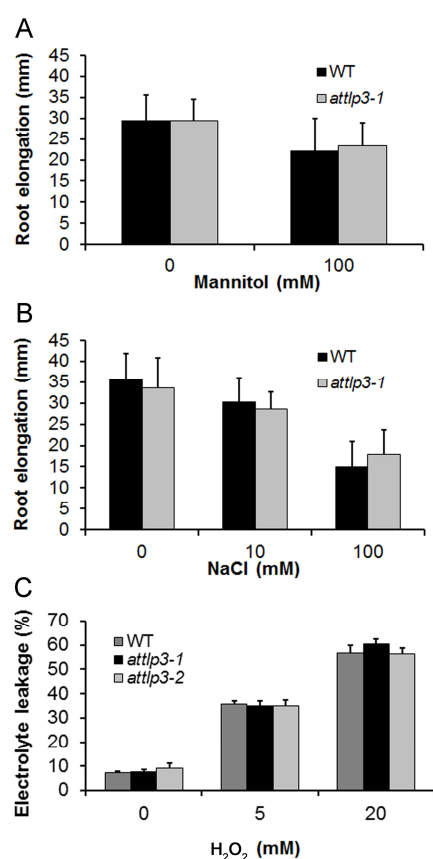 A
Root elongation (mm)
45
40
35
30
25
20
15
10
5
0
WT
attlp3-1
0 100
Mannitol (mM)
B
Root elongation (mm)
45
40
35
30
25
20
15
10
5
0
WT
attlp3-1
0 10 100
NaCl (mM)
C
Electrolyte leakage (%)
70
60
50
40
30
20
10
0
WT
attlp3-1
attlp3-2
0 5 20
H₂O₂ (mM)